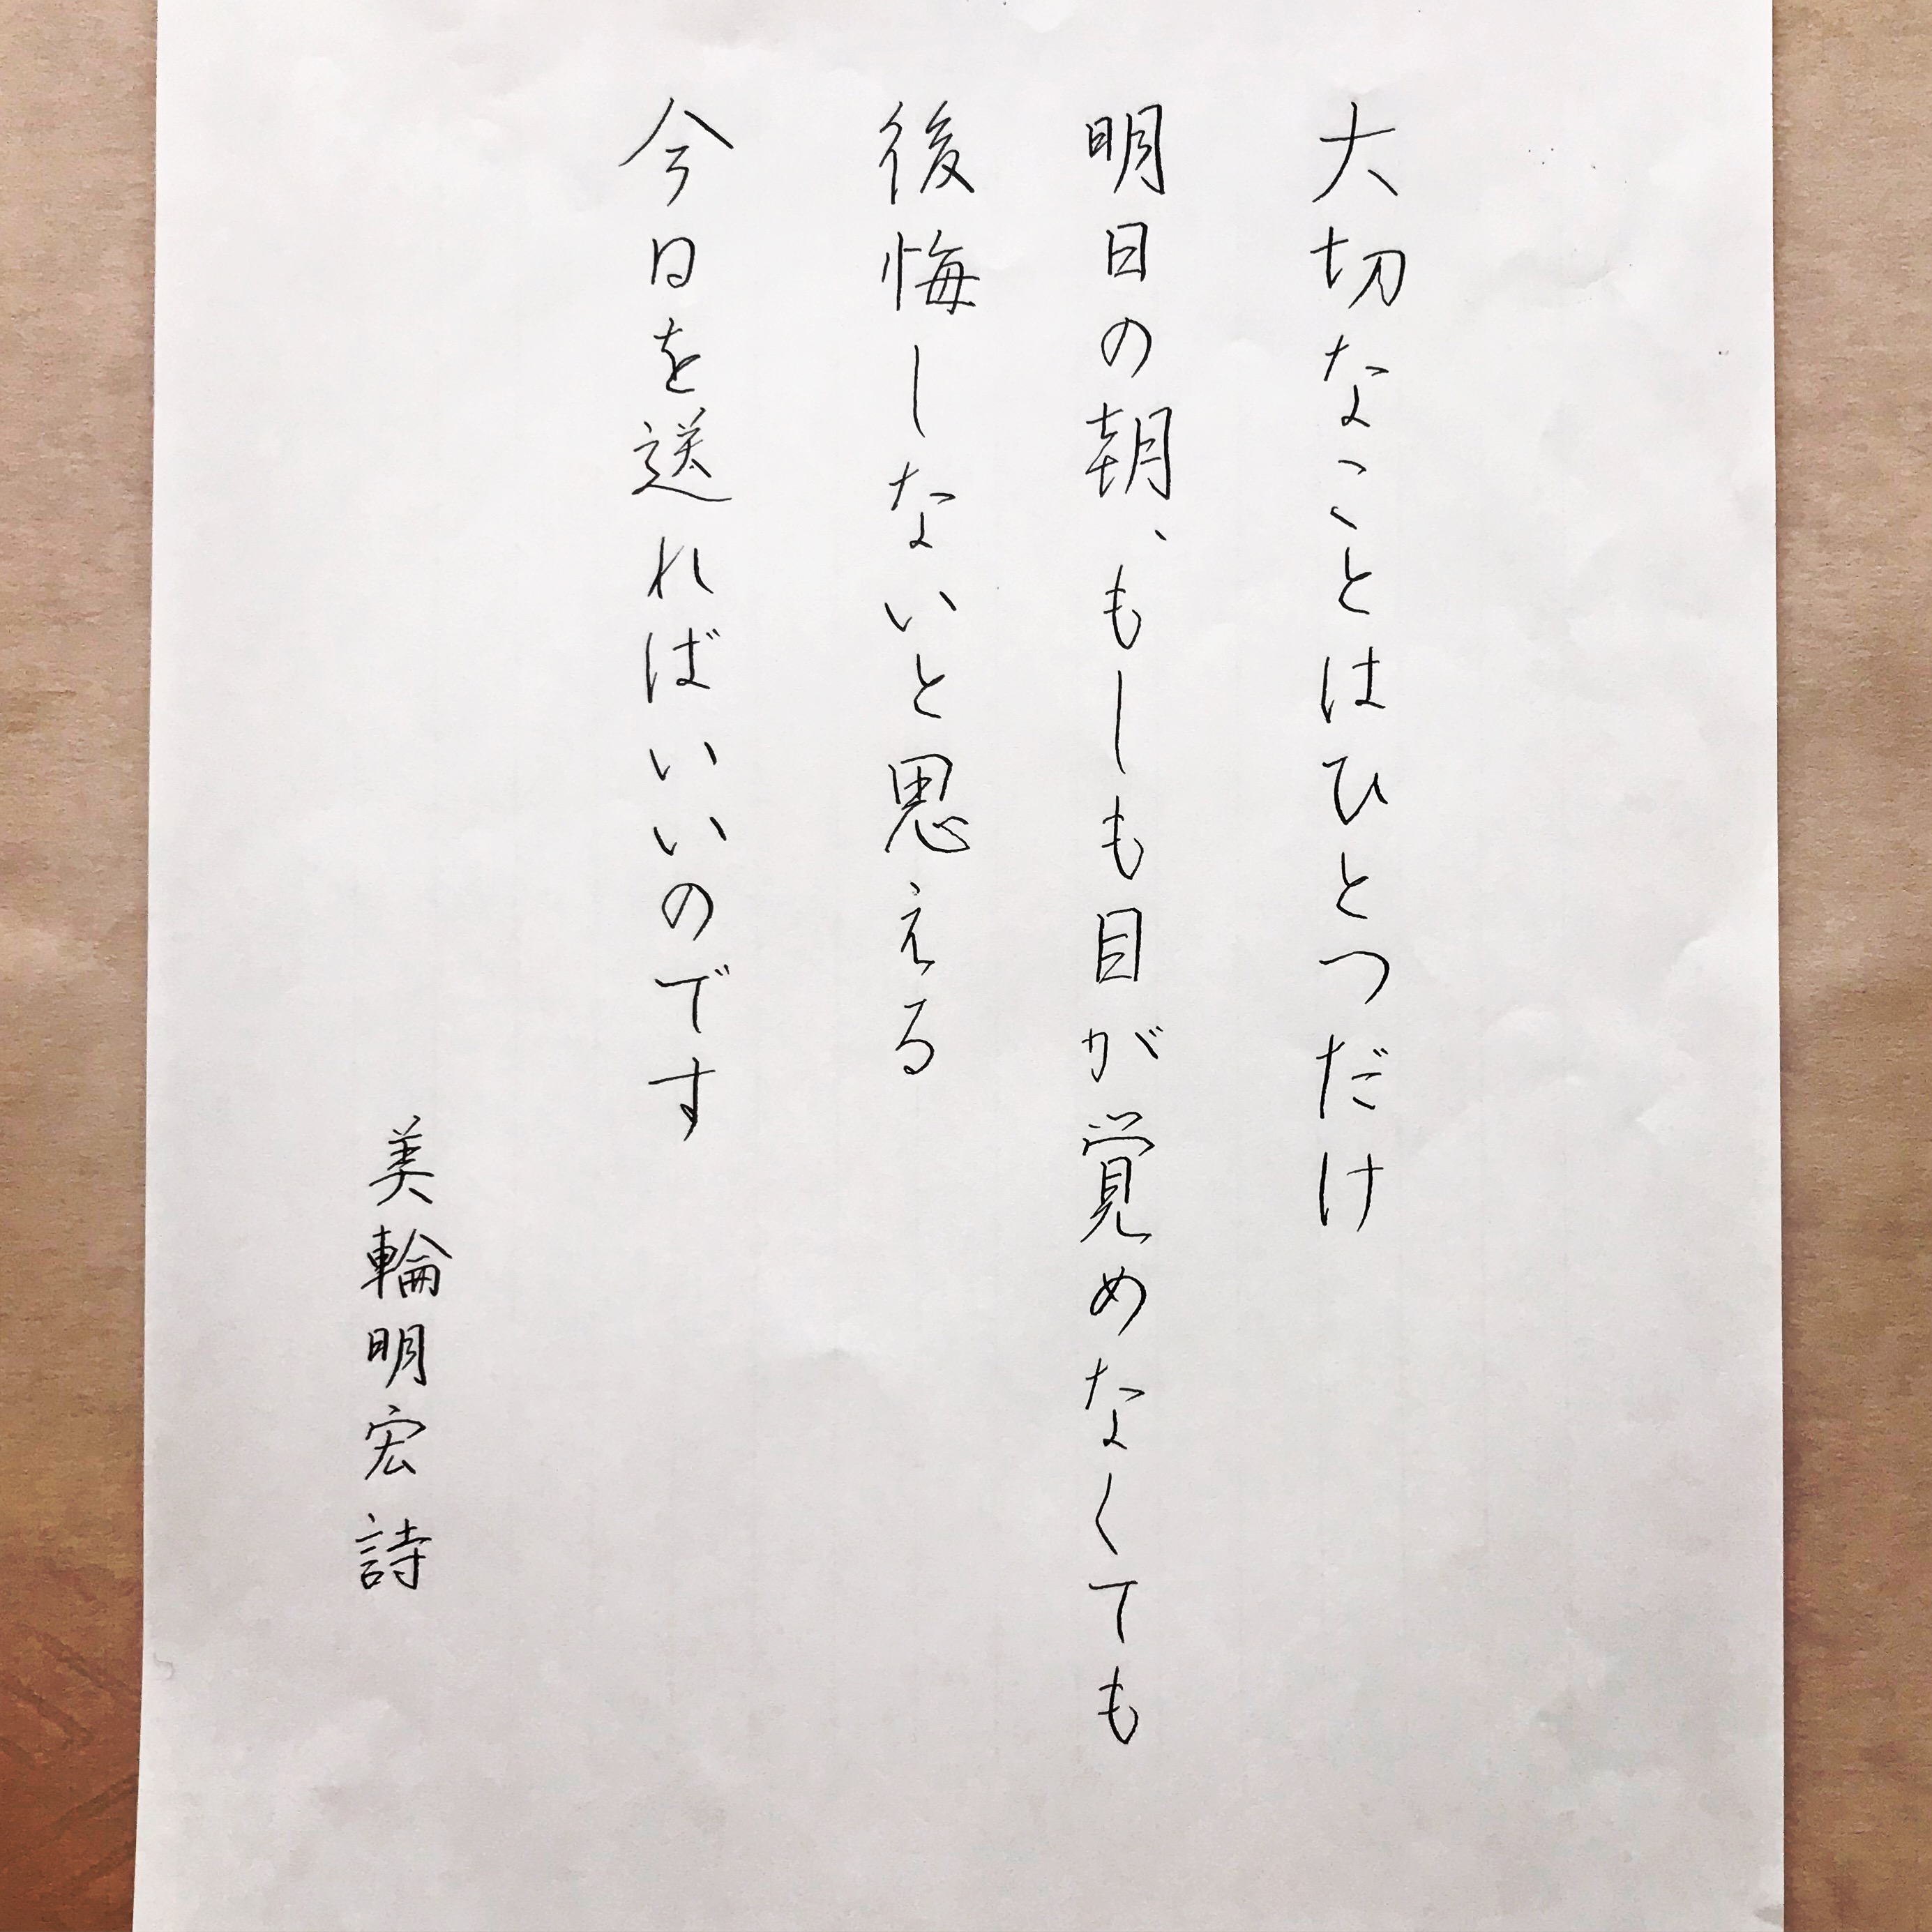 大切なことはひとつだけ
明日の朝、もしも目が覚めなくても
後悔しないと思える
今日を送ればいいのです
美輪明宏 詩